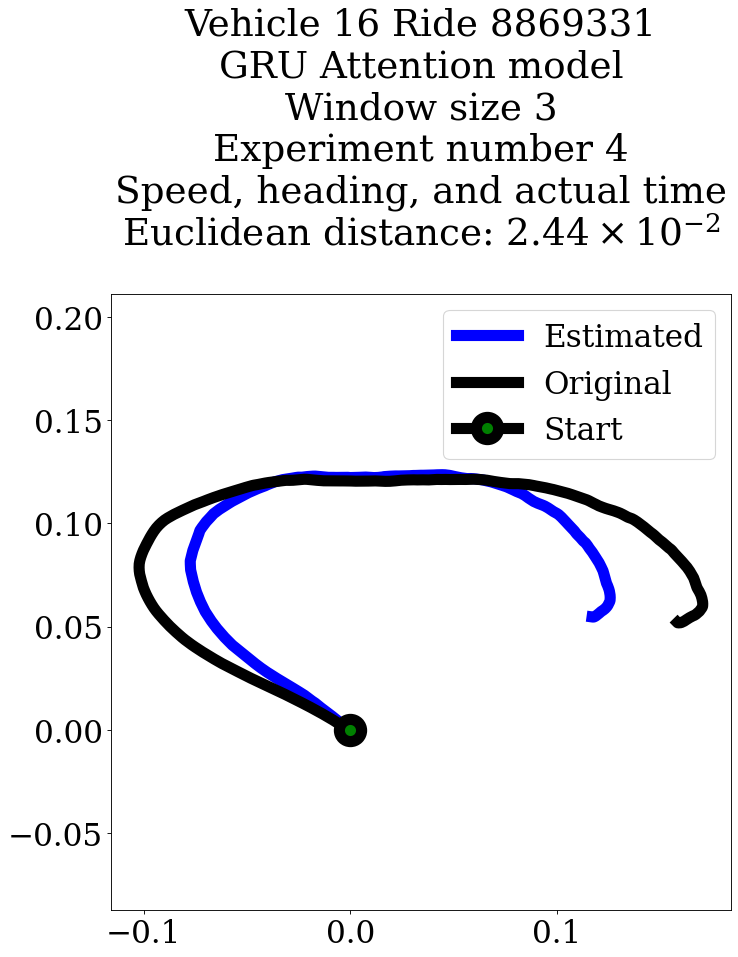 Vehicle 16 Ride 8869331
GRU Attention model
Window size 3
Experiment number 4
Speed, heading, and actual time
Euclidean distance: 2.44 × 10⁻²
Estimated
Original
Start
0.20
0.15
0.10
0.05
0.00
−0.05
−0.1
0.0
0.1